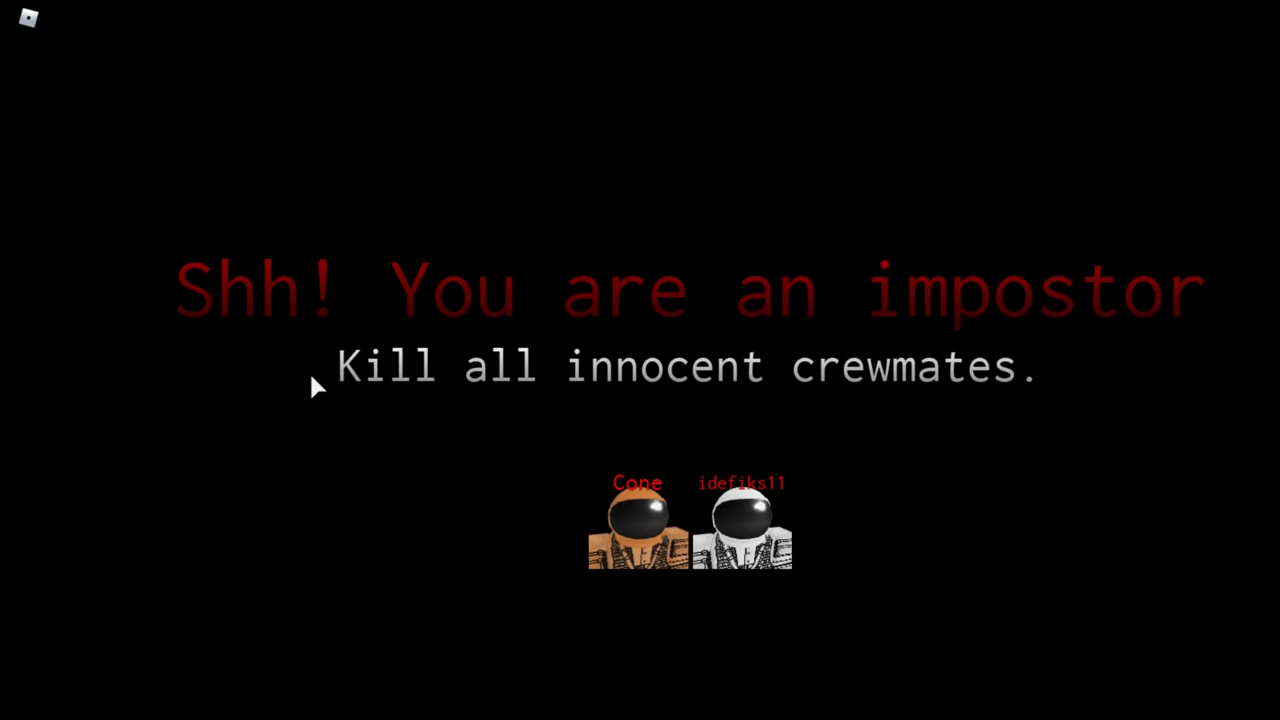 Shh! You are an impostor
Kill all innocent crewmates.
Cone idefiks11